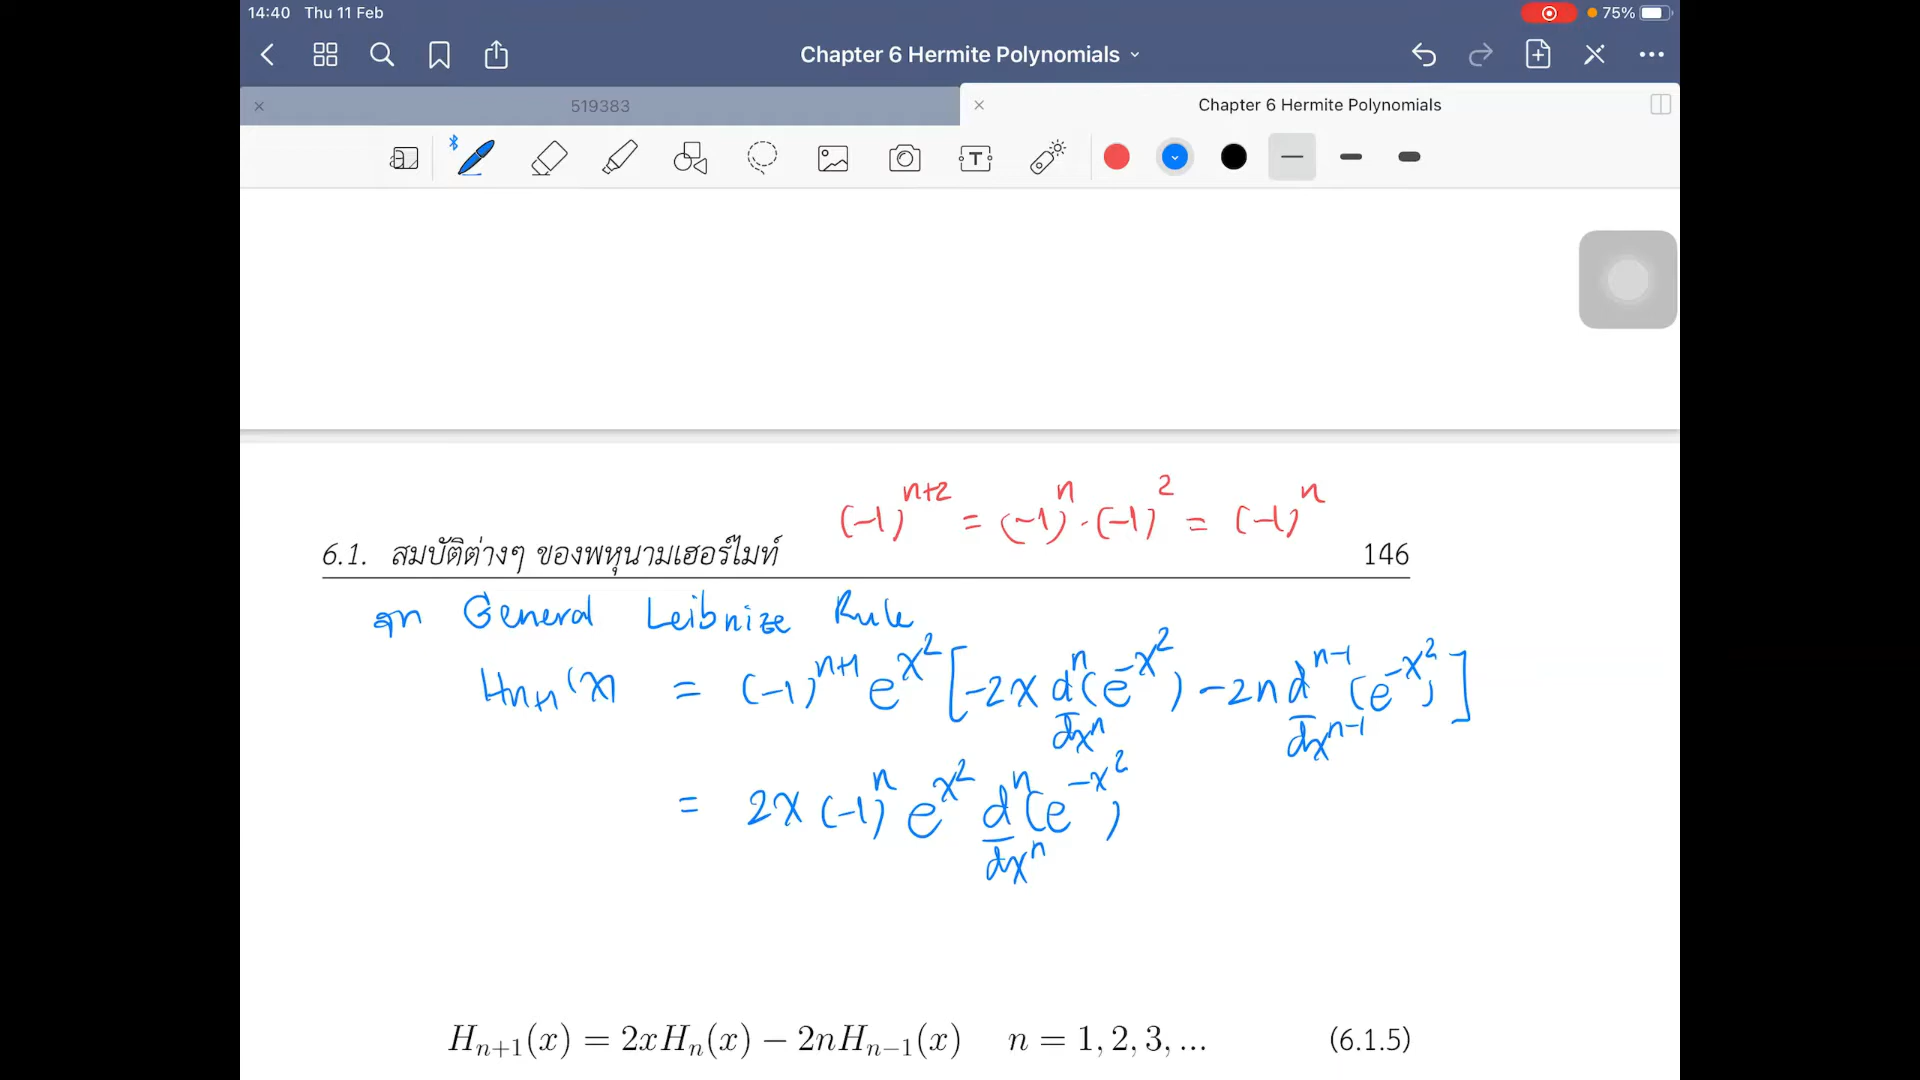 14:40 Thu 11 Feb 75%
Chapter 6 Hermite Polynomials
519383 Chapter 6 Hermite Polynomials
(-1)^{n+2} = (-1)^n · (-1)^2 = (-1)^n
6.1. สมบัติต่างๆ ของพหุนามเฮอร์ไมท์ 146
จาก General Leibnize Rule
H_{n+1}(x) = (-1)^{n+1} e^{x^2} [-2x d^n/dx^n (e^{-x^2}) - 2n d^{n-1}/dx^{n-1} (e^{-x^2})]
= 2x (-1)^n e^{x^2} d^n/dx^n (e^{-x^2})
H_{n+1}(x) = 2xH_n(x) − 2nH_{n−1}(x) n = 1, 2, 3, ... (6.1.5)